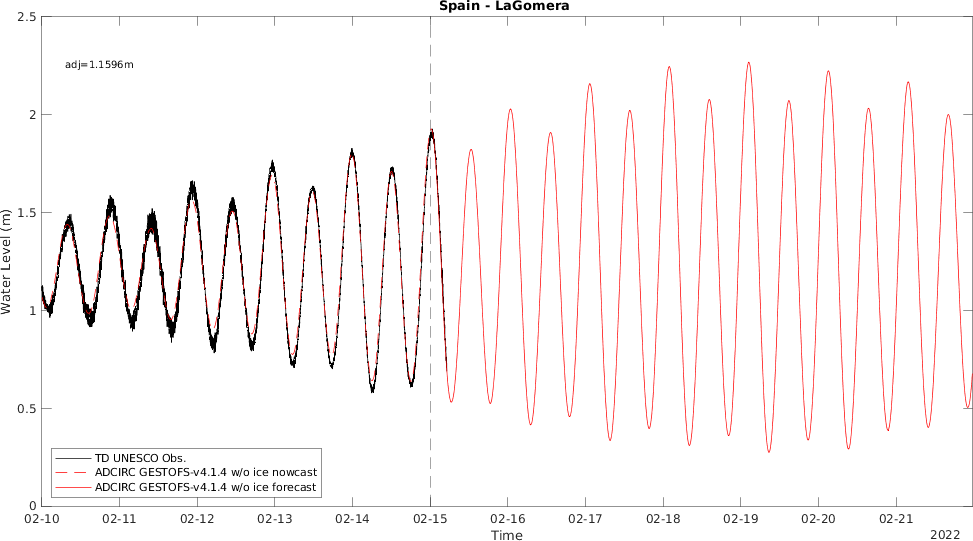 Spain - LaGomera
2.5
adj=1.1596m
2
1.5
Water Level (m)
1
0.5
TD UNESCO Obs.
ADCIRC GESTOFS-v4.1.4 w/o ice nowcast
ADCIRC GESTOFS-v4.1.4 w/o ice forecast
0
02-10 02-11 02-12 02-13 02-14 02-15 02-16 02-17 02-18 02-19 02-20 02-21
Time
2022